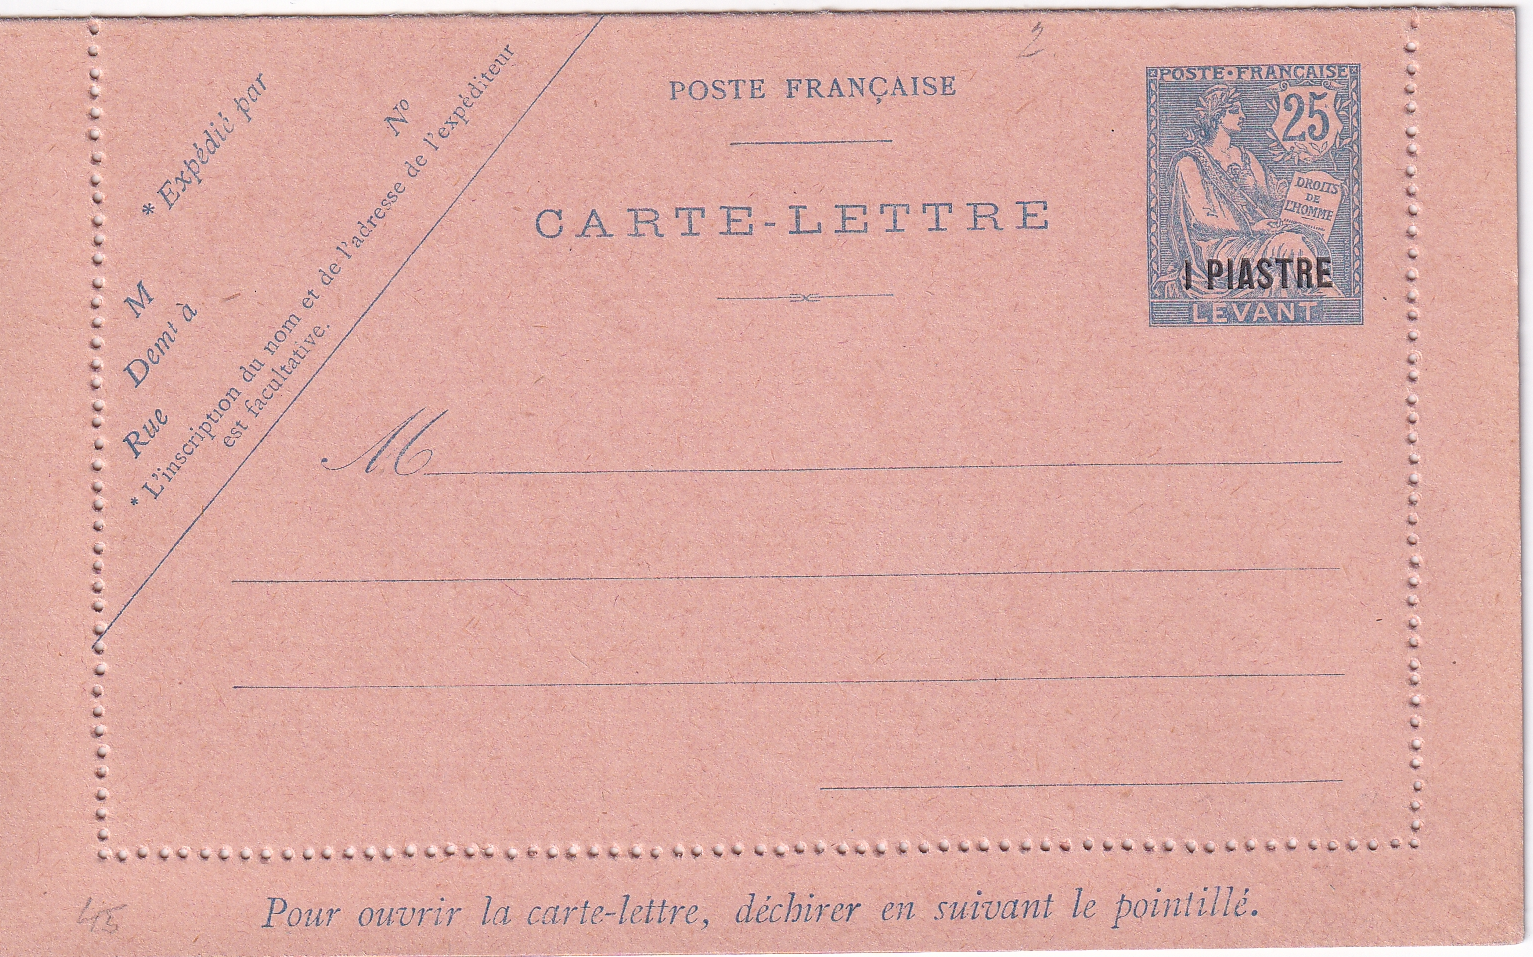 2
POSTE FRANÇAISE
CARTE-LETTRE
POSTE · FRANÇAISE
25
DROITS
DE
L'HOMME
1 PIASTRE
LEVANT
* Expédié par
M
Demt à
Rue
No
* L'inscription du nom et de l'adresse de l'expéditeur
est facultative.
M
Pour ouvrir la carte-lettre, déchirer en suivant le pointillé.
45